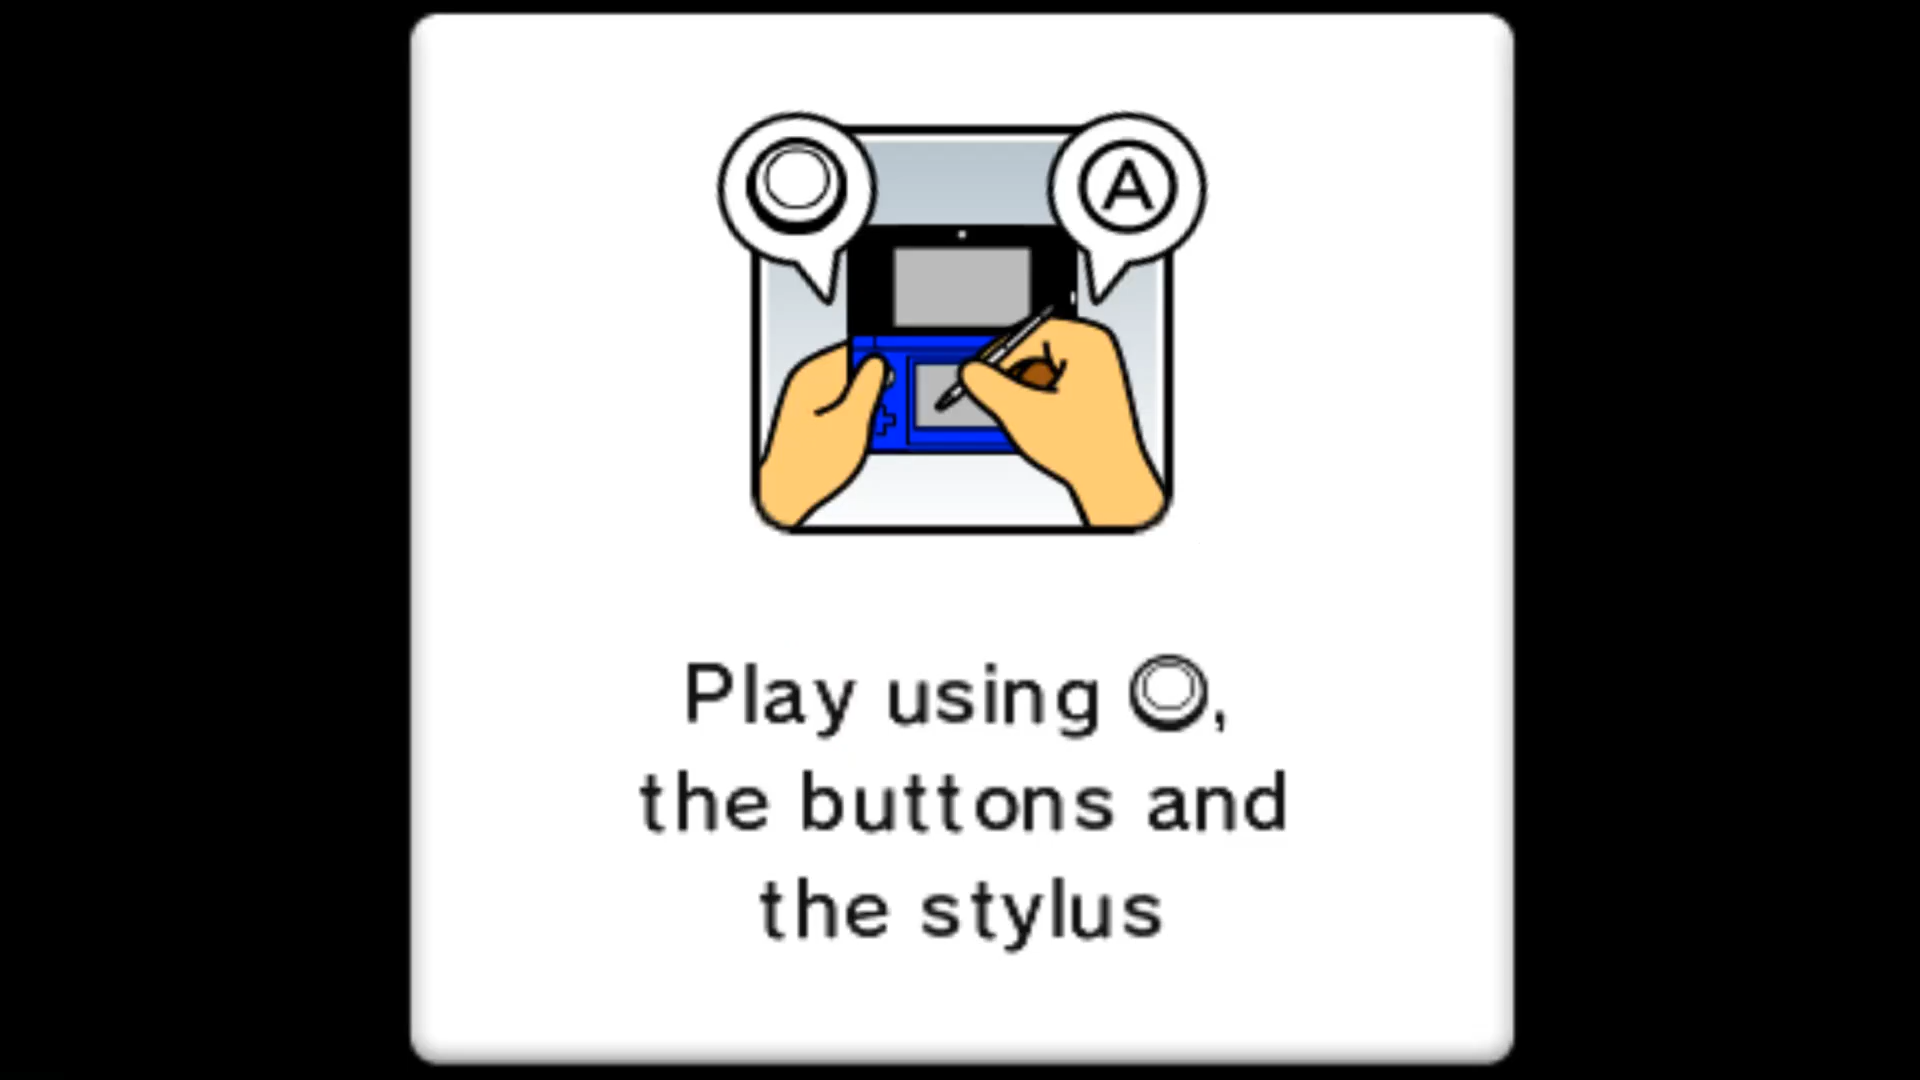 A
Play using ,
the buttons and
the stylus